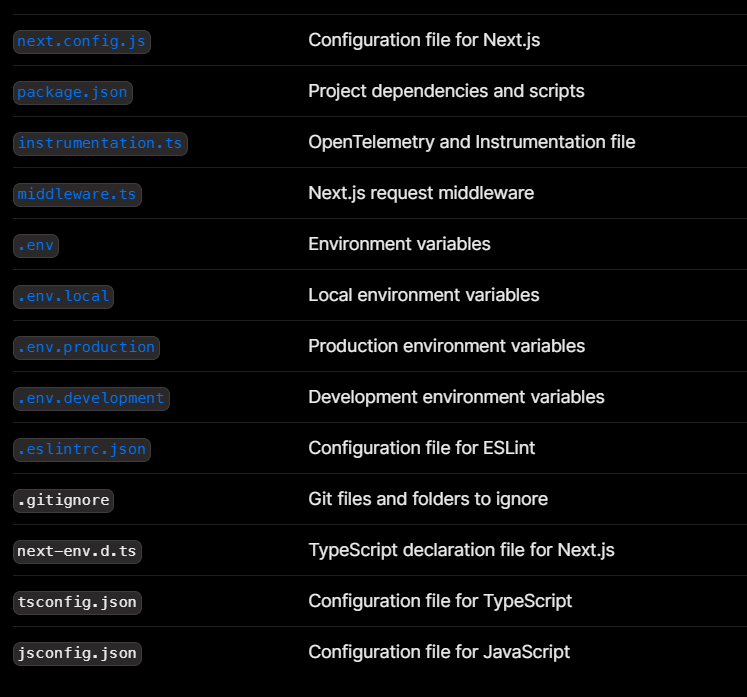 next.config.js Configuration file for Next.js
package.json Project dependencies and scripts
instrumentation.ts OpenTelemetry and Instrumentation file
middleware.ts Next.js request middleware
.env Environment variables
.env.local Local environment variables
.env.production Production environment variables
.env.development Development environment variables
.eslintrc.json Configuration file for ESLint
.gitignore Git files and folders to ignore
next-env.d.ts TypeScript declaration file for Next.js
tsconfig.json Configuration file for TypeScript
jsconfig.json Configuration file for JavaScript